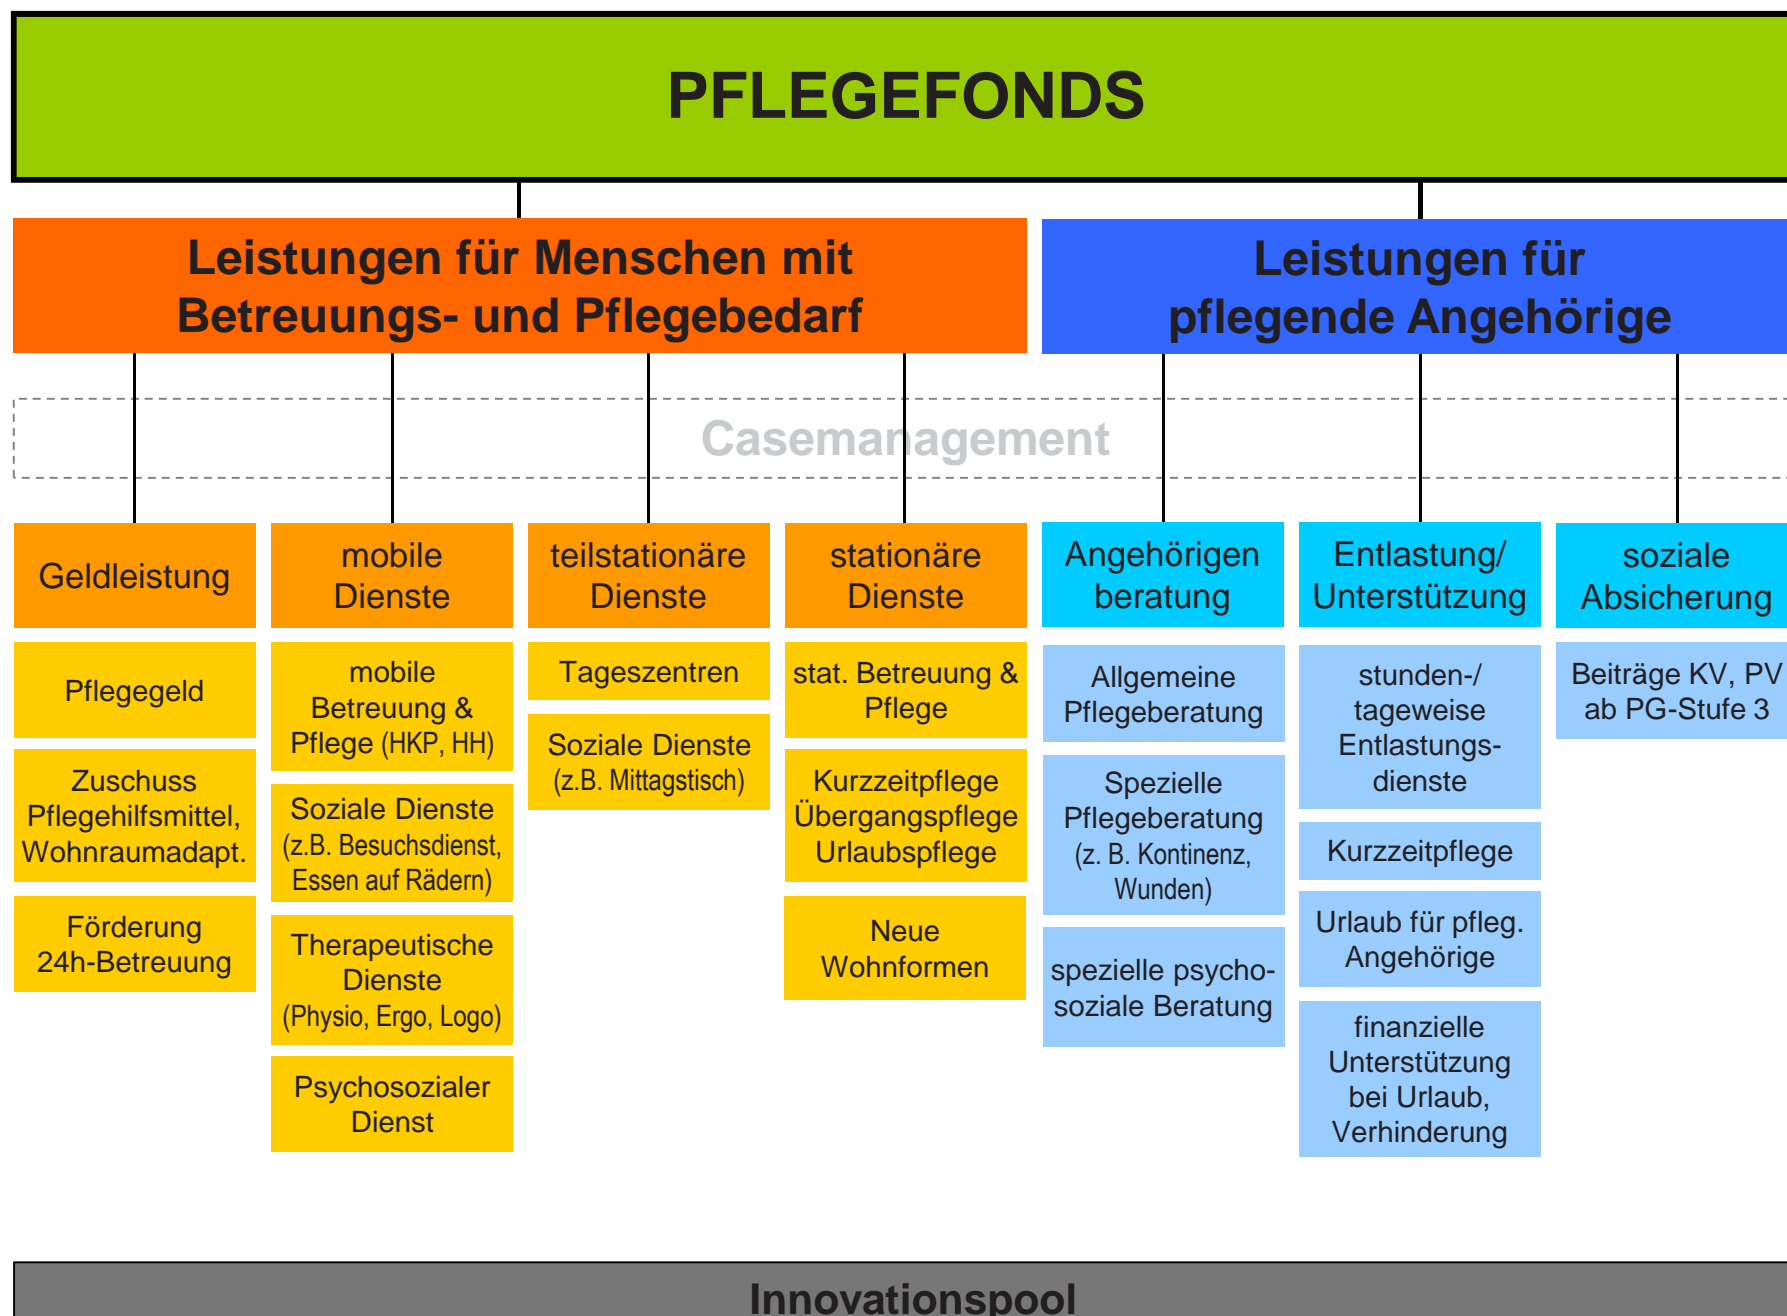 PFLEGEFONDS
Leistungen für Menschen mit
Betreuungs- und Pflegebedarf
Leistungen für
pflegende Angehörige
Casemanagement
Geldleistung
Pflegegeld
Zuschuss
Pflegehilfsmittel,
Wohnraumadapt.
Förderung
24h-Betreuung
mobile
Dienste
mobile
Betreuung &
Pflege (HKP, HH)
Soziale Dienste
(z.B. Besuchsdienst,
Essen auf Rädern)
Therapeutische
Dienste
(Physio, Ergo, Logo)
Psychosozialer
Dienst
teilstationäre
Dienste
Tageszentren
Soziale Dienste
(z.B. Mittagstisch)
stationäre
Dienste
stat. Betreuung &
Pflege
Kurzzeitpflege
Übergangspflege
Urlaubspflege
Neue
Wohnformen
Angehörigen
beratung
Allgemeine
Pflegeberatung
Spezielle
Pflegeberatung
(z. B. Kontinenz,
Wunden)
spezielle psycho-
soziale Beratung
Entlastung/
Unterstützung
stunden-/
tageweise
Entlastungs-
dienste
Kurzzeitpflege
Urlaub für pfleg.
Angehörige
finanzielle
Unterstützung
bei Urlaub,
Verhinderung
soziale
Absicherung
Beiträge KV, PV
ab PG-Stufe 3
Innovationspool